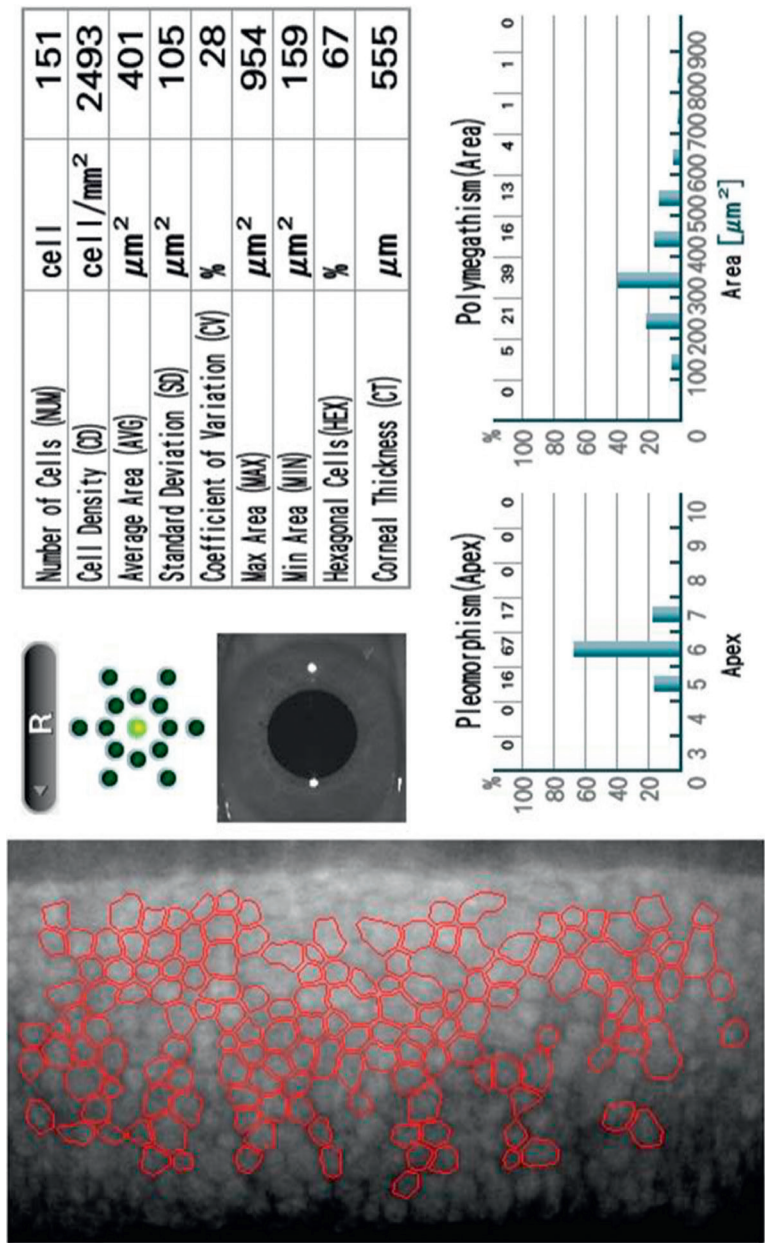 R
Number of Cells (NUM) cell 151
Cell Density (CD) cell/mm² 2493
Average Area (AVG) μm² 401
Standard Deviation (SD) μm² 105
Coefficient of Variation (CV) % 28
Max Area (MAX) μm² 954
Min Area (MIN) μm² 159
Hexagonal Cells(HEX) % 67
Corneal Thickness (CT) μm 555
Pleomorphism(Apex)
% 0 0 16 67 17 0 0 0
100
80
60
40
20
3 4 5 6 7 8 9 10
Apex
Polymegathism(Area)
% 0 5 21 39 16 13 4 1 1 0
100
80
60
40
20
0 100 200 300 400 500 600 700 800 900
Area [μm²]